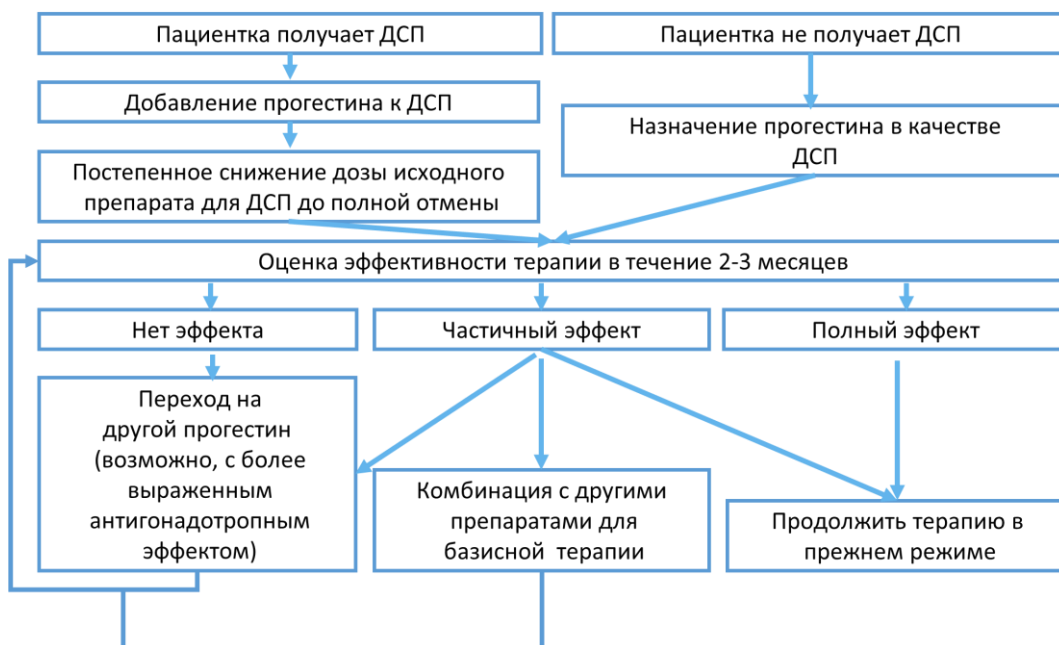 Пациентка получает ДСП
Пациентка не получает ДСП
Добавление прогестина к ДСП
Назначение прогестина в качестве
ДСП
Постепенное снижение дозы исходного
препарата для ДСП до полной отмены
Оценка эффективности терапии в течение 2-3 месяцев
Нет эффекта
Частичный эффект
Полный эффект
Переход на
другой прогестин
(возможно, с более
выраженным
антигонадотропным
эффектом)
Комбинация с другими
препаратами для
базисной терапии
Продолжить терапию в
прежнем режиме